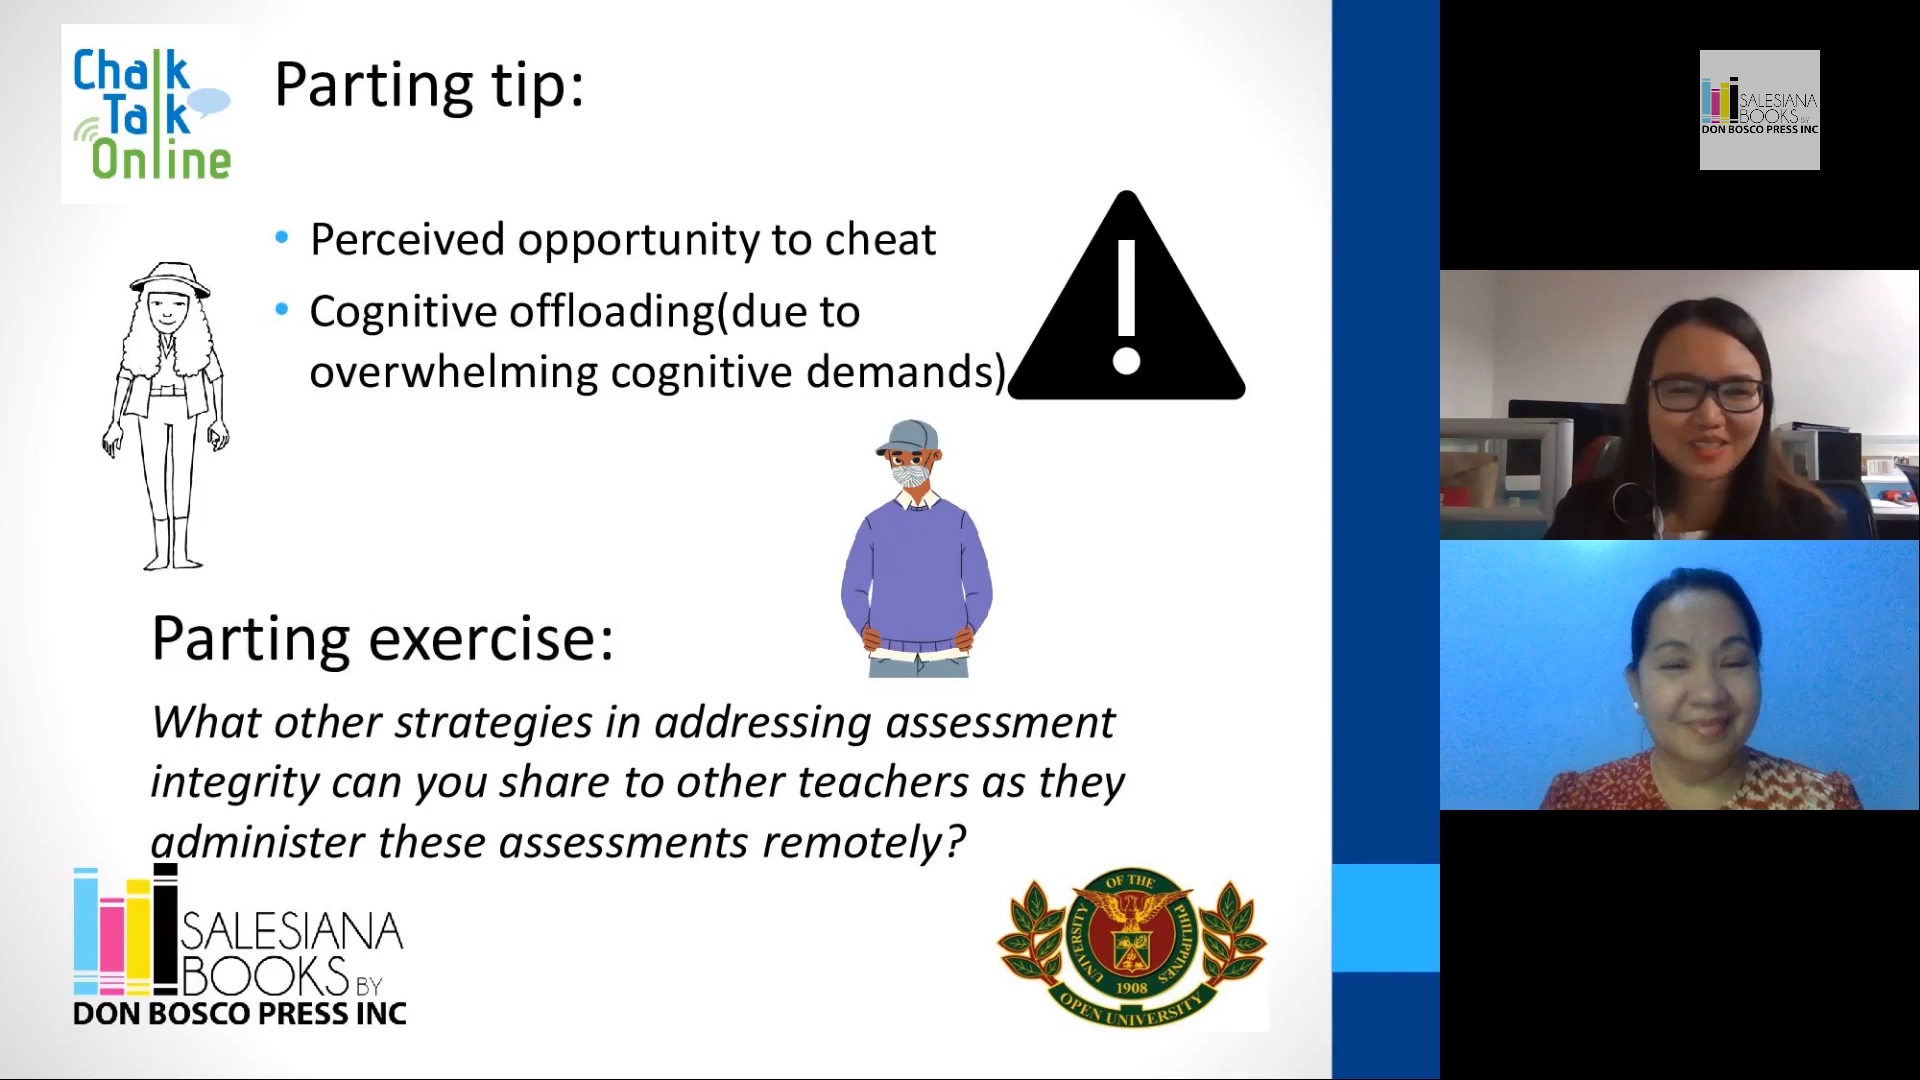 Chalk
Talk
Online
Parting tip:
• Perceived opportunity to cheat
• Cognitive offloading(due to
overwhelming cognitive demands)
Parting exercise:
What other strategies in addressing assessment
integrity can you share to other teachers as they
administer these assessments remotely?
SALESIANA
BOOKS BY
DON BOSCO PRESS INC
UNIVERSITY OF THE PHILIPPINES
1908
OPEN UNIVERSITY
SALESIANA
BOOKS BY
DON BOSCO PRESS INC